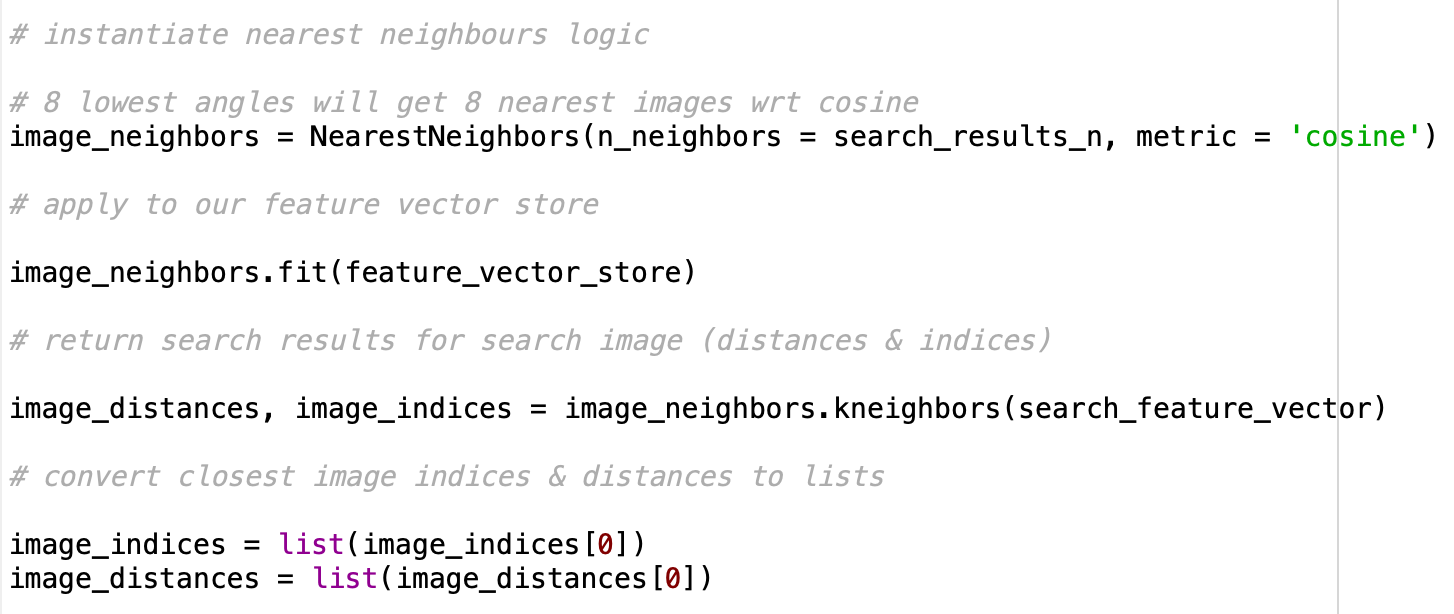 # instantiate nearest neighbours logic
# 8 lowest angles will get 8 nearest images wrt cosine
image_neighbors = NearestNeighbors(n_neighbors = search_results_n, metric = 'cosine')
# apply to our feature vector store
image_neighbors.fit(feature_vector_store)
# return search results for search image (distances & indices)
image_distances, image_indices = image_neighbors.kneighbors(search_feature_vector)
# convert closest image indices & distances to lists
image_indices = list(image_indices[0])
image_distances = list(image_distances[0])